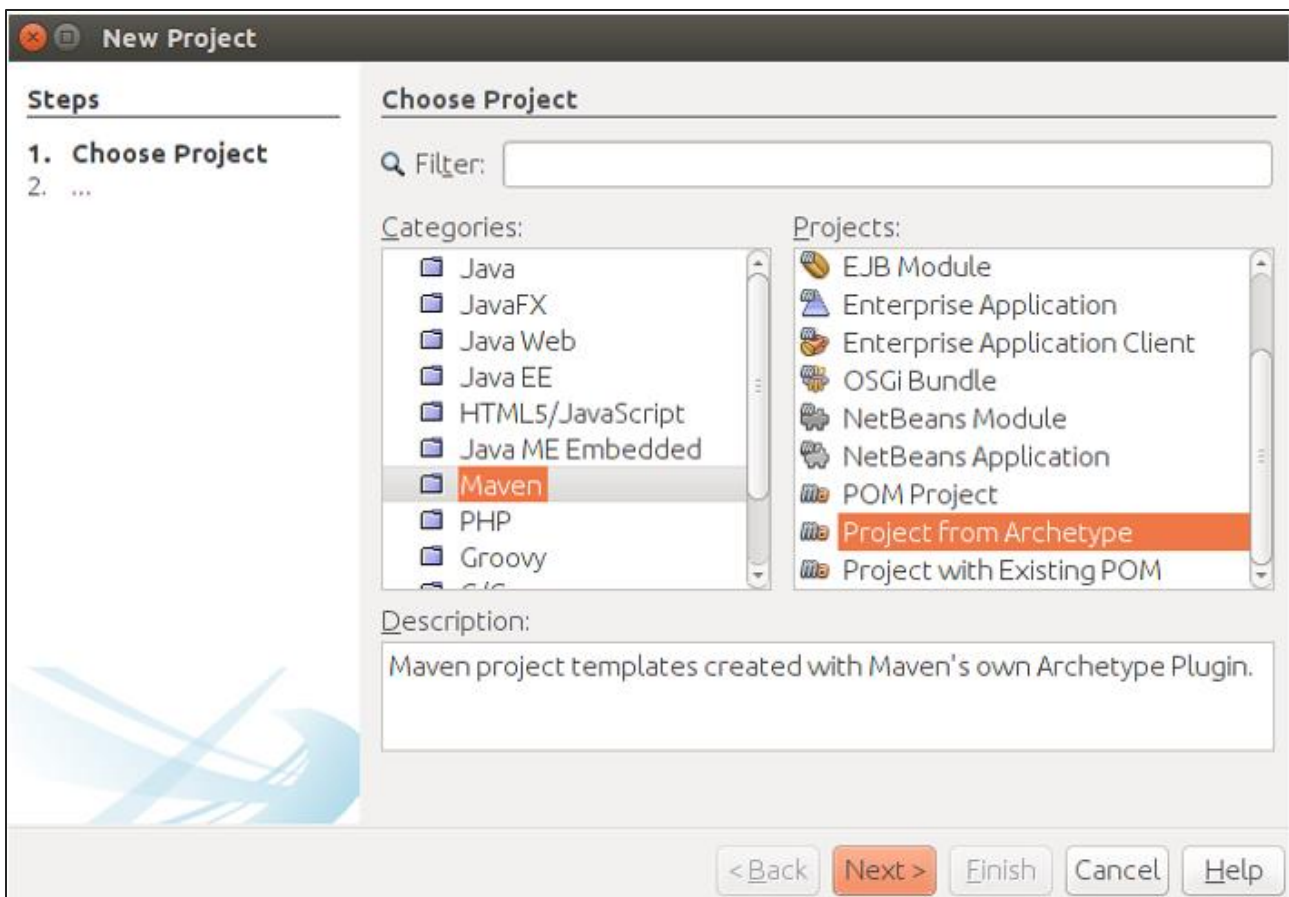 New Project
Steps
1. Choose Project
2. ...
Choose Project
Filter:
Categories:
Java
JavaFX
Java Web
Java EE
HTML5/JavaScript
Java ME Embedded
Maven
PHP
Groovy
Projects:
EJB Module
Enterprise Application
Enterprise Application Client
OSGi Bundle
NetBeans Module
NetBeans Application
POM Project
Project from Archetype
Project with Existing POM
Description:
Maven project templates created with Maven's own Archetype Plugin.
< Back Next > Finish Cancel Help